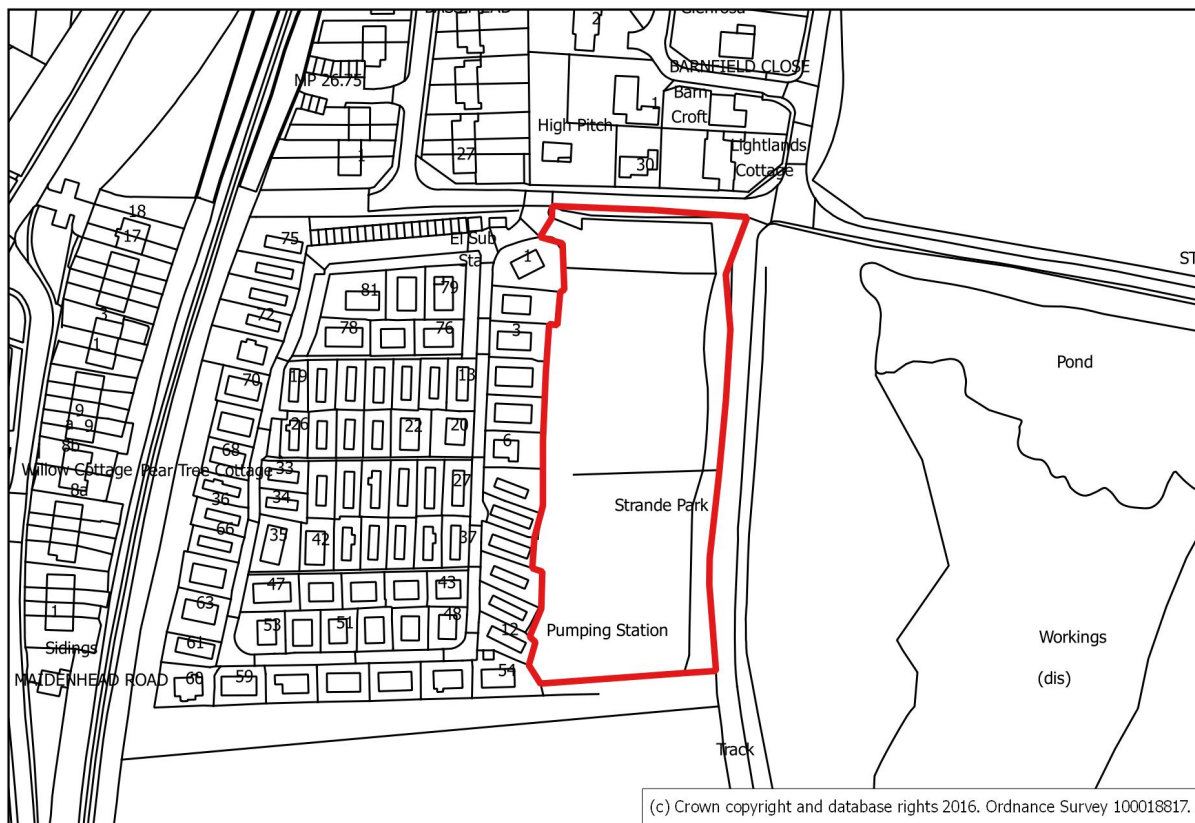 2
Glenrosa
BARNFIELD CLOSE
MP 26.75
Barn
Croft
1
High Pitch
Lightlands
Cottage
1
27
30
18
17
75
El Sub
Sta
1
ST
81
79
3
72
78
76
3
1
Pond
70
19
13
9
a
9
26
22
20
6
8b
68
Willow Cottage
Pear Tree Cottage
33
27
8a
36
34
Strande Park
66
35
42
37
47
43
63
1
53
51
48
12
Pumping Station
Workings
Sidings
61
(dis)
MAIDENHEAD ROAD
60
59
54
Track
(c) Crown copyright and database rights 2016. Ordnance Survey 100018817.